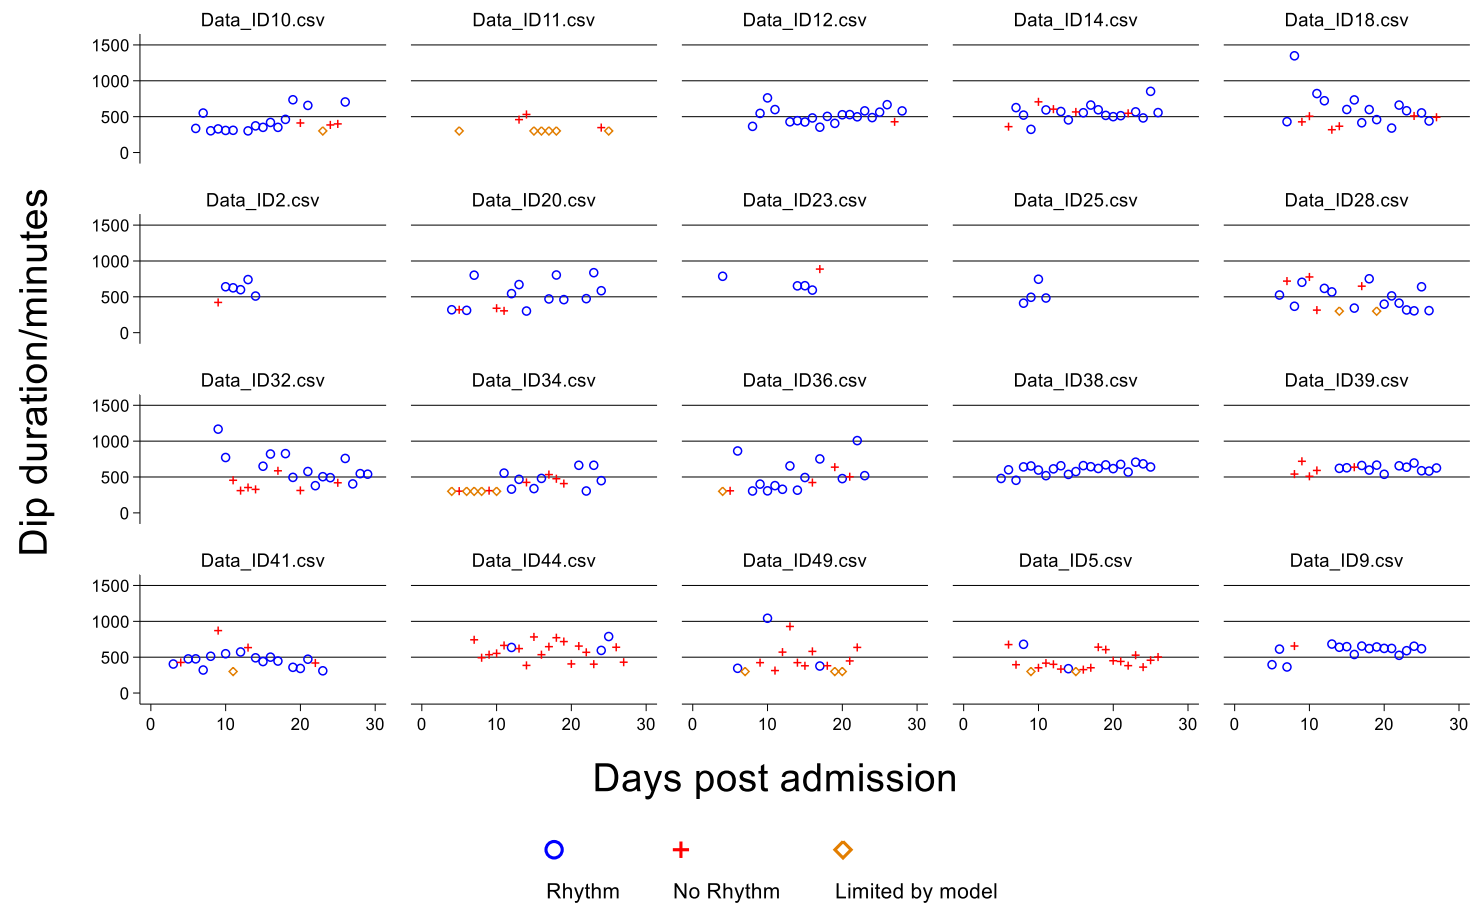 Data_ID10.csv Data_ID11.csv Data_ID12.csv Data_ID14.csv Data_ID18.csv
1500
1000
500
0
Data_ID2.csv Data_ID20.csv Data_ID23.csv Data_ID25.csv Data_ID28.csv
1500
1000
500
0
Data_ID32.csv Data_ID34.csv Data_ID36.csv Data_ID38.csv Data_ID39.csv
1500
1000
500
0
Data_ID41.csv Data_ID44.csv Data_ID49.csv Data_ID5.csv Data_ID9.csv
1500
1000
500
0
0 10 20 30 0 10 20 30 0 10 20 30 0 10 20 30 0 10 20 30
Dip duration/minutes
Days post admission
Rhythm No Rhythm Limited by model